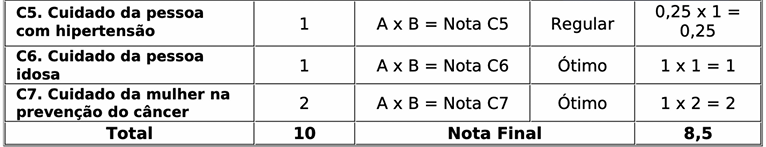 C5. Cuidado da pessoa
com hipertensão
1
A x B = Nota C5
Regular
0,25 x 1 =
0,25
C6. Cuidado da pessoa
idosa
1
A x B = Nota C6
Ótimo
1 x 1 = 1
C7. Cuidado da mulher na
prevenção do câncer
2
A x B = Nota C7
Ótimo
1 x 2 = 2
Total
10
Nota Final
8,5